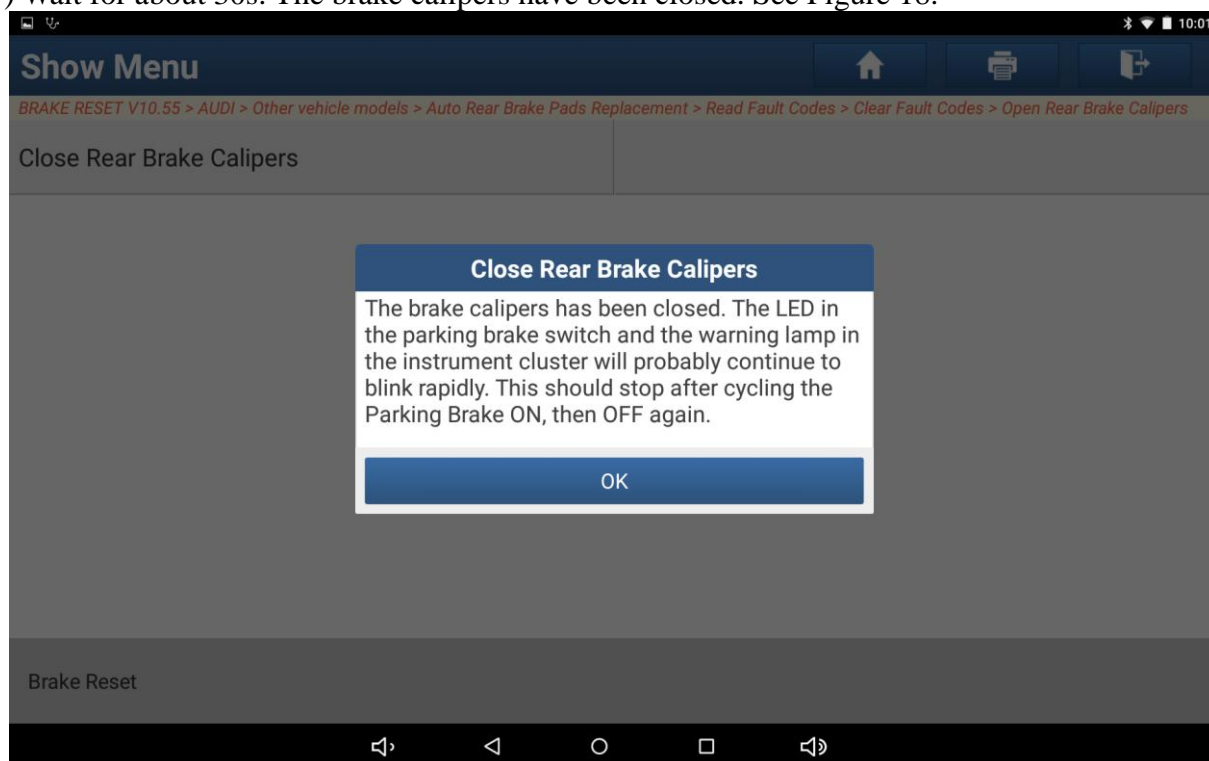 ) Wait for about 30s. The brake calipers have been closed. See Figure 18.
10:01
Show Menu
BRAKE RESET V10.55 > AUDI > Other vehicle models > Auto Rear Brake Pads Replacement > Read Fault Codes > Clear Fault Codes > Open Rear Brake Calipers
Close Rear Brake Calipers
Close Rear Brake Calipers
The brake calipers has been closed. The LED in
the parking brake switch and the warning lamp in
the instrument cluster will probably continue to
blink rapidly. This should stop after cycling the
Parking Brake ON, then OFF again.
OK
Brake Reset